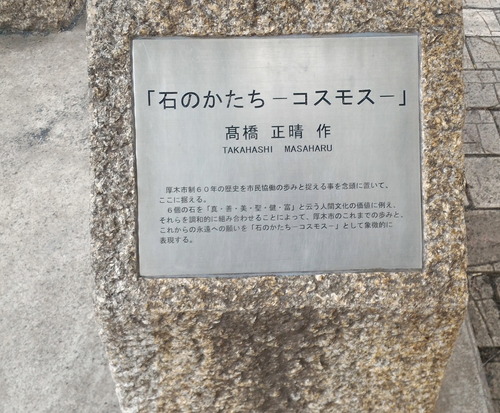 「石のかたち－コスモス－」
髙橋 正晴 作
TAKAHASHI MASAHARU
厚木市制６０年の歴史を市民協働の歩みと捉える事を念頭に置いて、
ここに据える。
６個の石を「真・善・美・聖・健・富」と云う人間文化の価値に例え、
それらを調和的に組み合わせることによって、厚木市のこれまでの歩みと、
これからの永遠への願いを「石のかたち－コスモス－」として象徴的に
表現する。